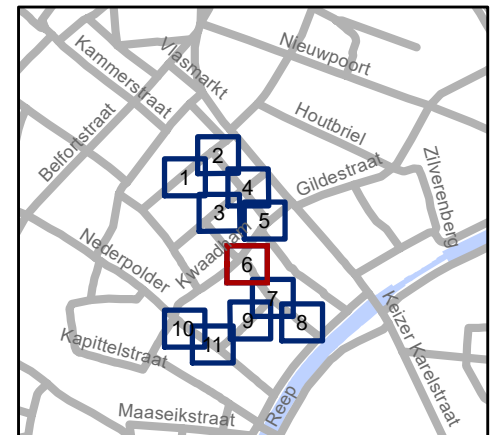 Nieuwpoort
Vlasmarkt
Kammerstraat
Houtbriel
Belfortstraat
Gildestraat
Zilverenberg
2
1
4
3
5
Kwaadham
6
Nederpolder
7
9
8
10
11
Keizer Karelstraat
Kapittelstraat
Reep
Maaseikstraat